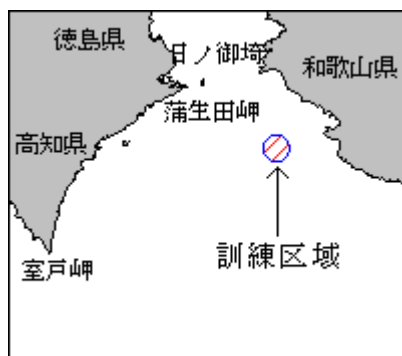 徳島県
日ノ御埼
和歌山県
蒲生田岬
高知県
訓練区域
室戸岬